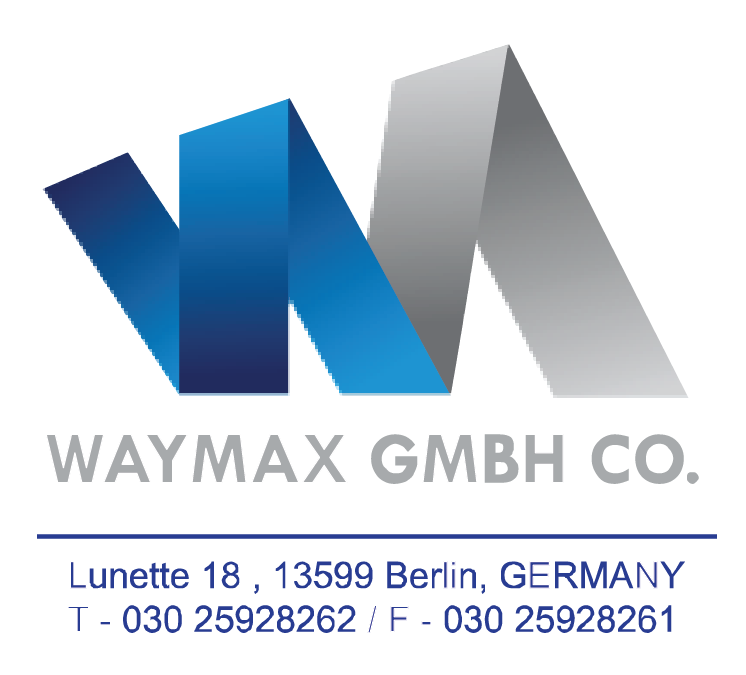 WAYMAX GMBH CO.
Lunette 18 , 13599 Berlin, GERMANY
T - 030 25928262 / F - 030 25928261